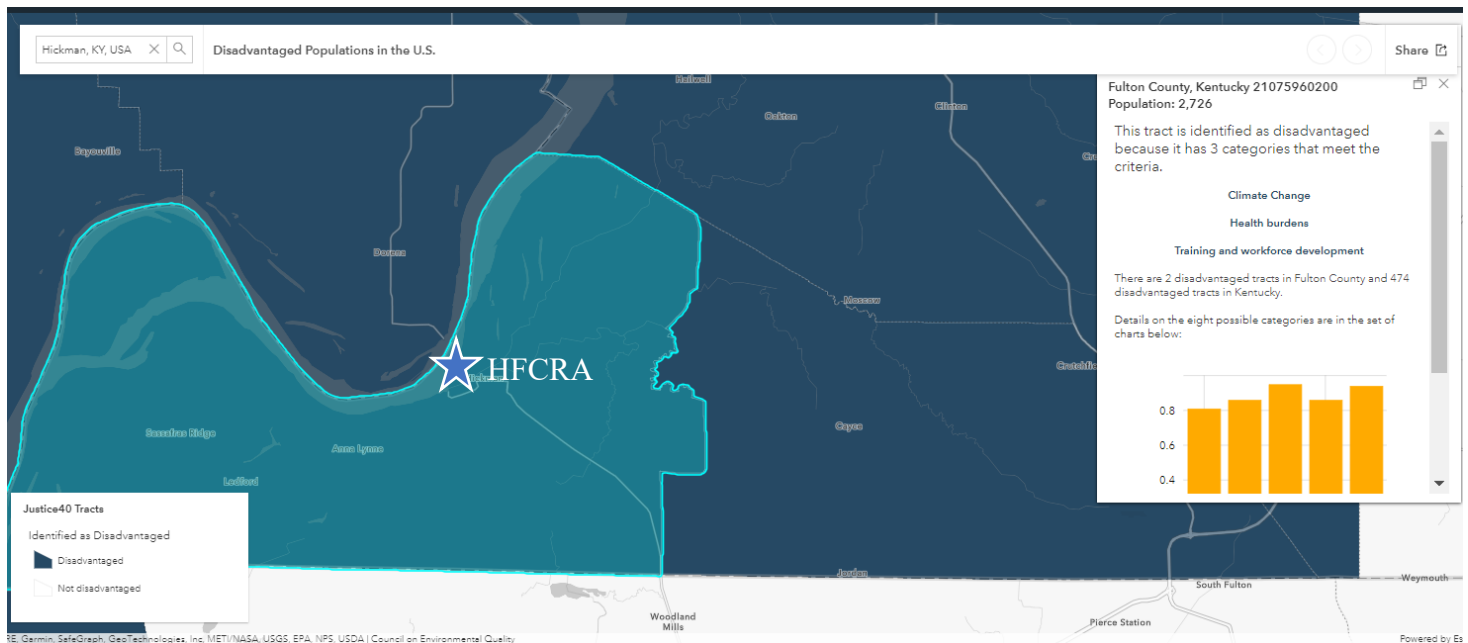 Hickman, KY, USA
Disadvantaged Populations in the U.S.
Share
Fulton County, Kentucky 21075960200
Population: 2,726
This tract is identified as disadvantaged
because it has 3 categories that meet the
criteria.
Climate Change
Health burdens
Training and workforce development
There are 2 disadvantaged tracts in Fulton County and 474
disadvantaged tracts in Kentucky.
Details on the eight possible categories are in the set of
charts below:
0.8
0.6
0.4
Hailwell
Clinton
Oakton
Bayouville
Dorena
Moscow
HFCRA
Cayce
Sassafras Ridge
Anna Lynne
Ledford
Jordan
South Fulton
Weymouth
Woodland
Mills
Pierce Station
Justice40 Tracts
Identified as Disadvantaged
Disadvantaged
Not disadvantaged
Garmin, SafeGraph, GeoTechnologies, Inc, METI/NASA, USGS, EPA, NPS, USDA | Council on Environmental Quality
Powered by